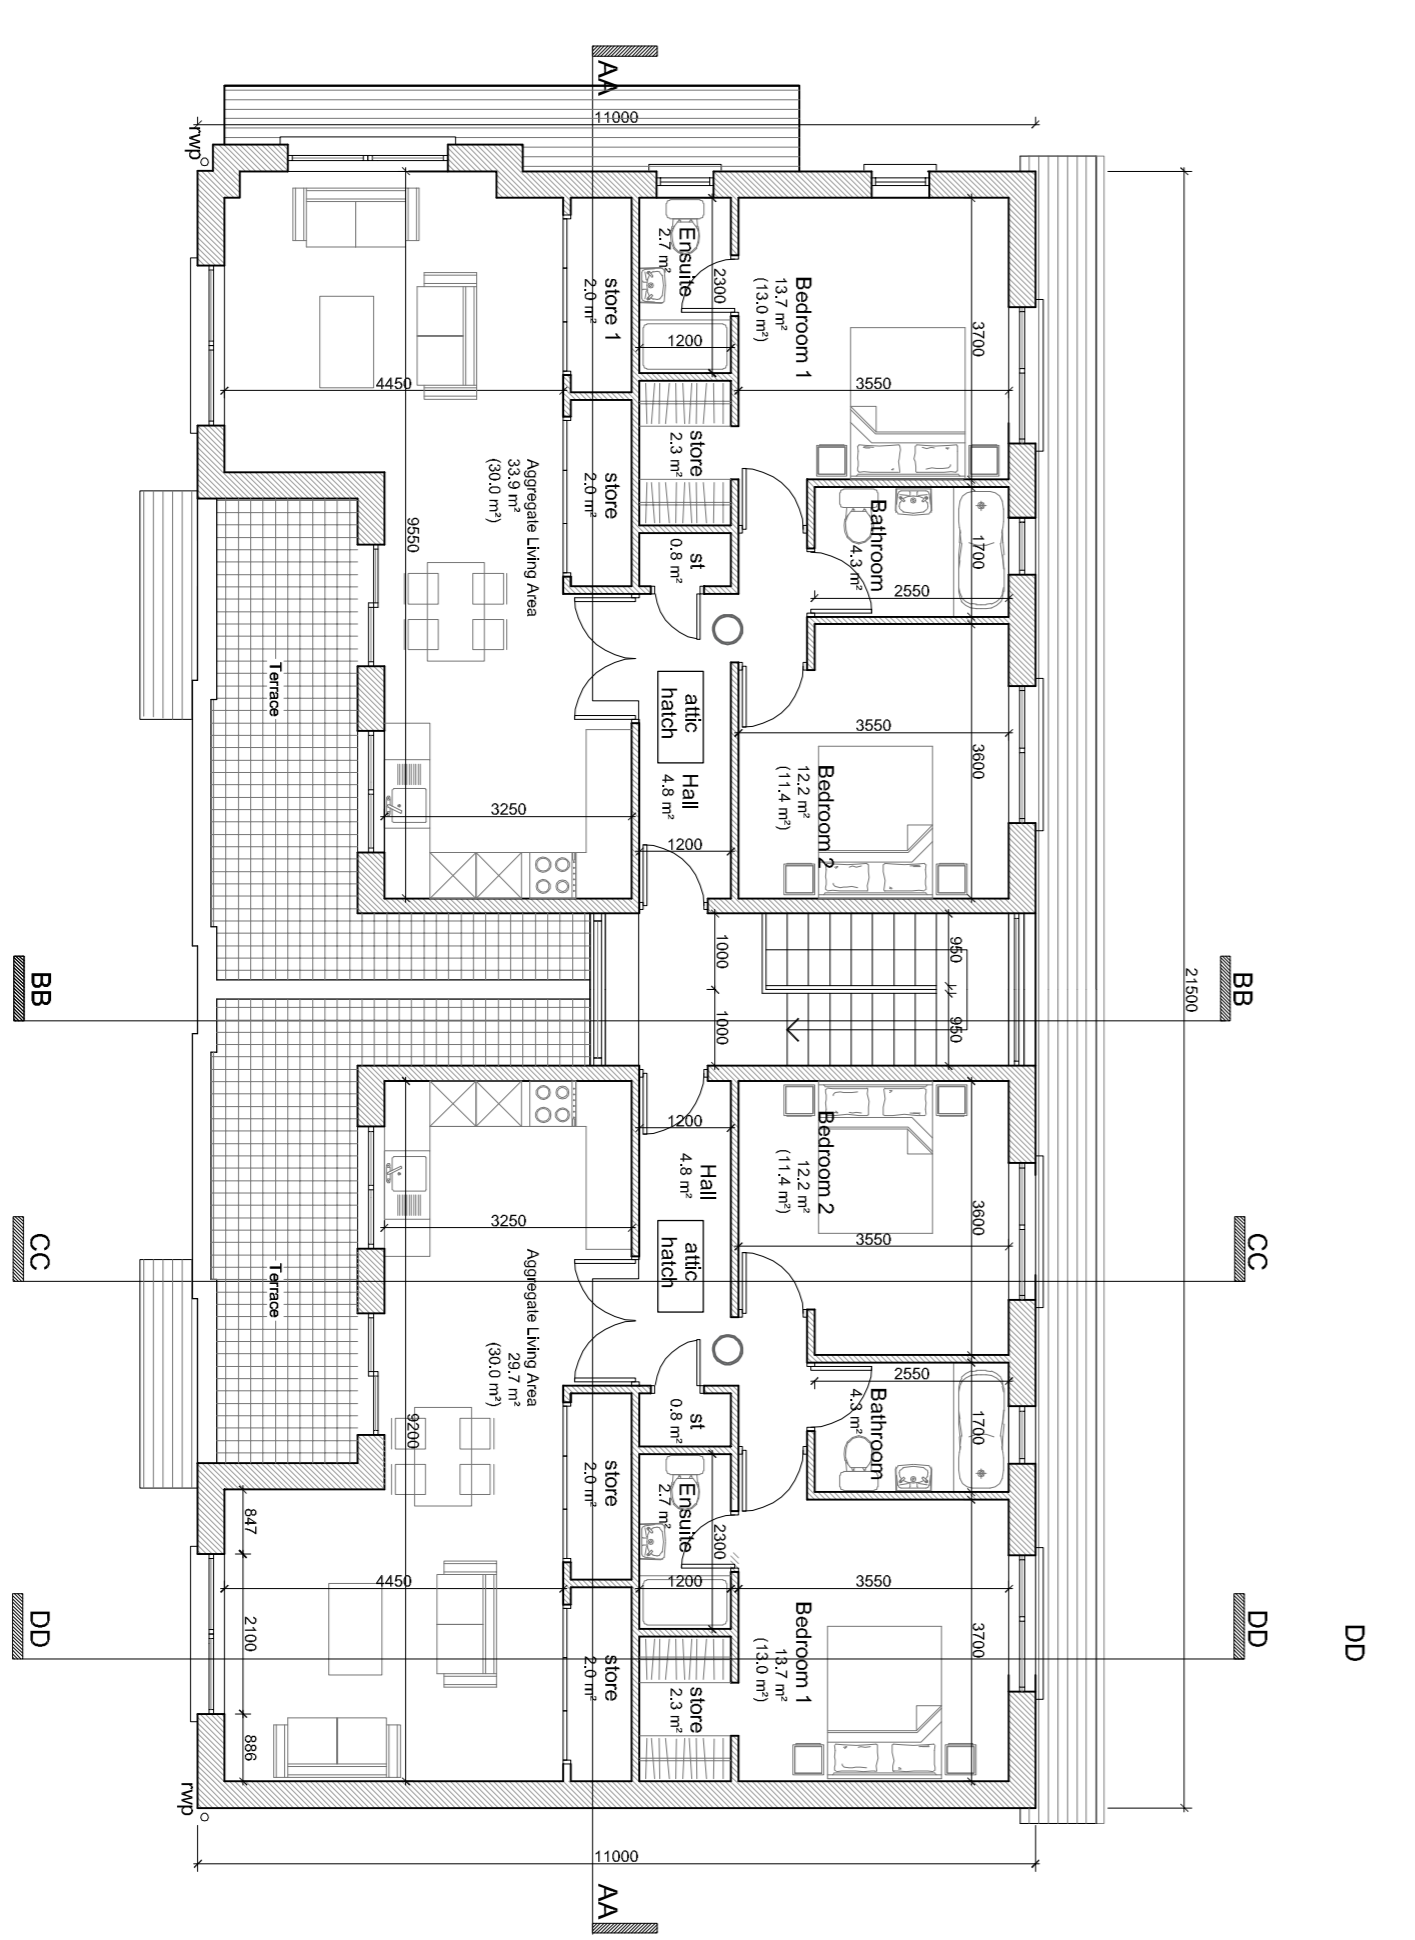 AA
11000
rwp
Ensuite
2.7 m²
2300
1200
store 1
2.0 m²
Bedroom 1
13.7 m²
(13.0 m²)
3700
3550
4450
store
2.3 m²
store
2.0 m²
Aggregate Living Area
33.9 m²
(30.0 m²)
9550
st
0.8 m²
Bathroom
4.3 m²
1700
2550
Terrace
attic
hatch
Hall
4.8 m²
1200
3250
3550
3600
Bedroom 2
12.2 m²
(11.4 m²)
BB
1000
1000
950
950
BB
21500
1200
Hall
4.8 m²
attic
hatch
Bedroom 2
12.2 m²
(11.4 m²)
3600
3550
3250
CC
CC
Terrace
Aggregate Living Area
29.7 m²
(30.0 m²)
9200
st
0.8 m²
Bathroom
4.3 m²
2550
1700
store
2.0 m²
Ensuite
2.7 m²
2300
1200
847
2100
886
4450
3550
3700
Bedroom 1
13.7 m²
(13.0 m²)
store
2.0 m²
store
2.3 m²
DD
DD
DD
rwp
11000
AA